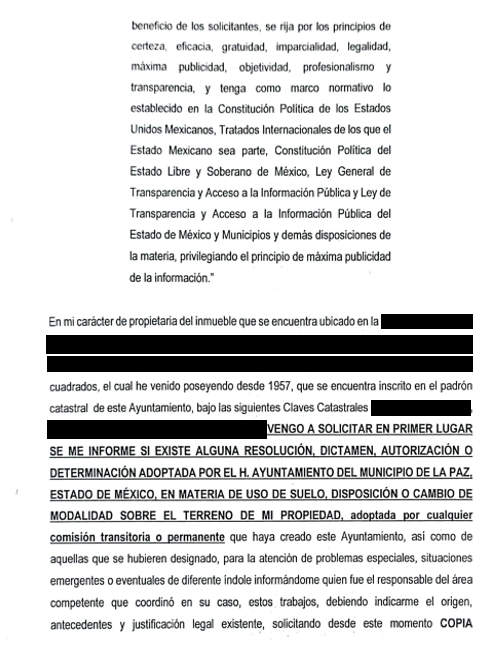 beneficio de los solicitantes, se rija por los principios de
certeza, eficacia, gratuidad, imparcialidad, legalidad,
máxima publicidad, objetividad, profesionalismo y
transparencia, y tenga como marco normativo lo
establecido en la Constitución Política de los Estados
Unidos Mexicanos, Tratados Internacionales de los que el
Estado Mexicano sea parte, Constitución Política del
Estado Libre y Soberano de México, Ley General de
Transparencia y Acceso a la Información Pública y Ley de
Transparencia y Acceso a la Información Pública del
Estado de México y Municipios y demás disposiciones de
la materia, privilegiando el principio de máxima publicidad
de la información."
En mi carácter de propietaria del inmueble que se encuentra ubicado en la
cuadrados, el cual he venido poseyendo desde 1957, que se encuentra inscrito en el padrón
catastral de este Ayuntamiento, bajo las siguientes Claves Catastrales ,
VENGO A SOLICITAR EN PRIMER LUGAR
SE ME INFORME SI EXISTE ALGUNA RESOLUCIÓN, DICTAMEN, AUTORIZACIÓN O
DETERMINACIÓN ADOPTADA POR EL H. AYUNTAMIENTO DEL MUNICIPIO DE LA PAZ,
ESTADO DE MÉXICO, EN MATERIA DE USO DE SUELO, DISPOSICIÓN O CAMBIO DE
MODALIDAD SOBRE EL TERRENO DE MI PROPIEDAD, adoptada por cualquier
comisión transitoria o permanente que haya creado este Ayuntamiento, así como de
aquellas que se hubieren designado, para la atención de problemas especiales, situaciones
emergentes o eventuales de diferente índole informándome quien fue el responsable del área
competente que coordinó en su caso, estos trabajos, debiendo indicarme el origen,
antecedentes y justificación legal existente, solicitando desde este momento COPIA